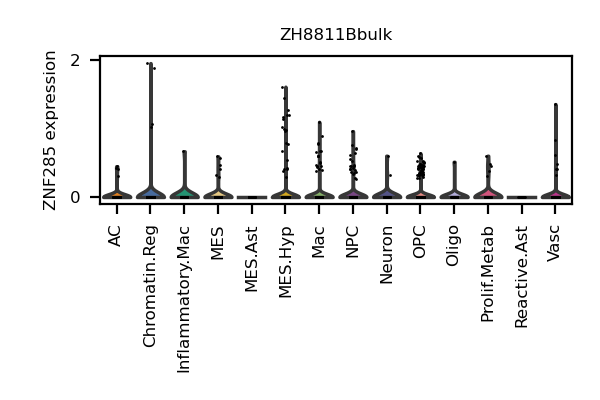 ZH8811Bbulk
ZNF285 expression
2
0
AC
Chromatin.Reg
Inflammatory.Mac
MES
MES.Ast
MES.Hyp
Mac
NPC
Neuron
OPC
Oligo
Prolif.Metab
Reactive.Ast
Vasc